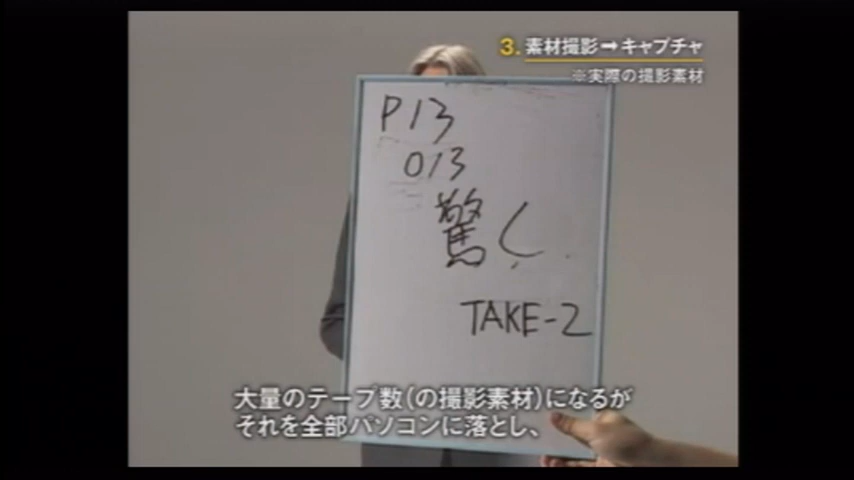 3. 素材撮影➡キャプチャ
※実際の撮影素材
P13
013
驚く
TAKE-2
大量のテープ数(の撮影素材)になるが
それを全部パソコンに落とし、